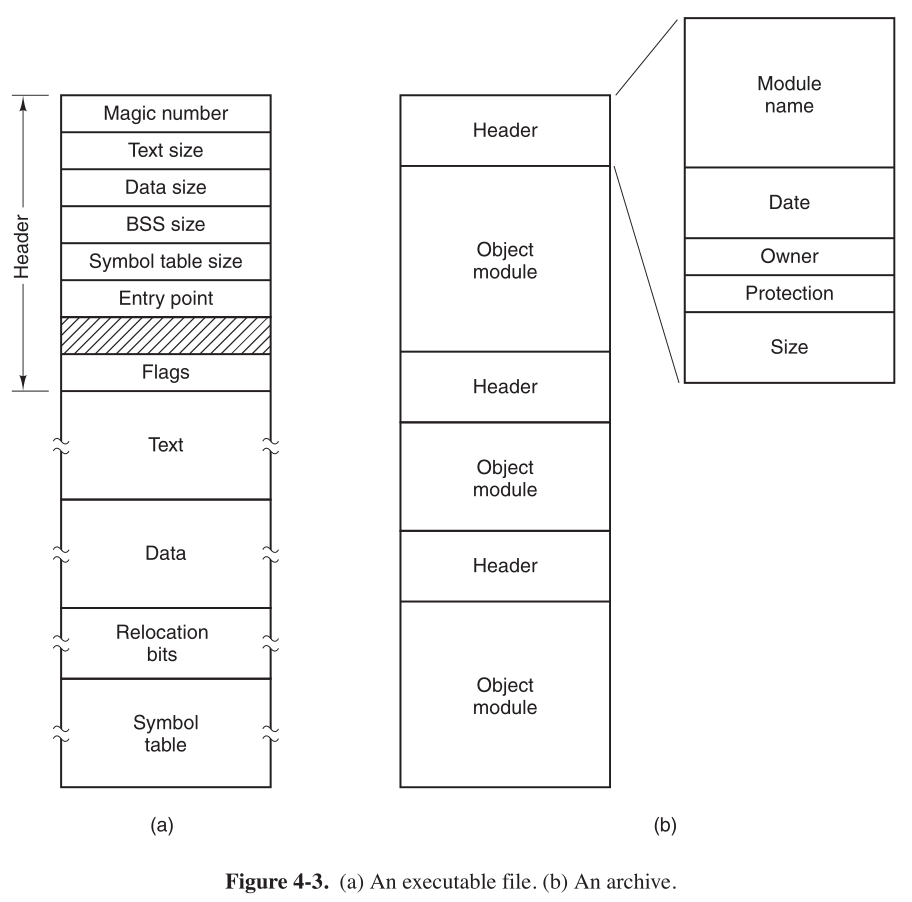 Header
Magic number
Text size
Data size
BSS size
Symbol table size
Entry point
Flags
Text
Data
Relocation
bits
Symbol
table
(a)
Header
Object
module
Header
Object
module
Header
Object
module
Module
name
Date
Owner
Protection
Size
(b)
Figure 4-3. (a) An executable file. (b) An archive.